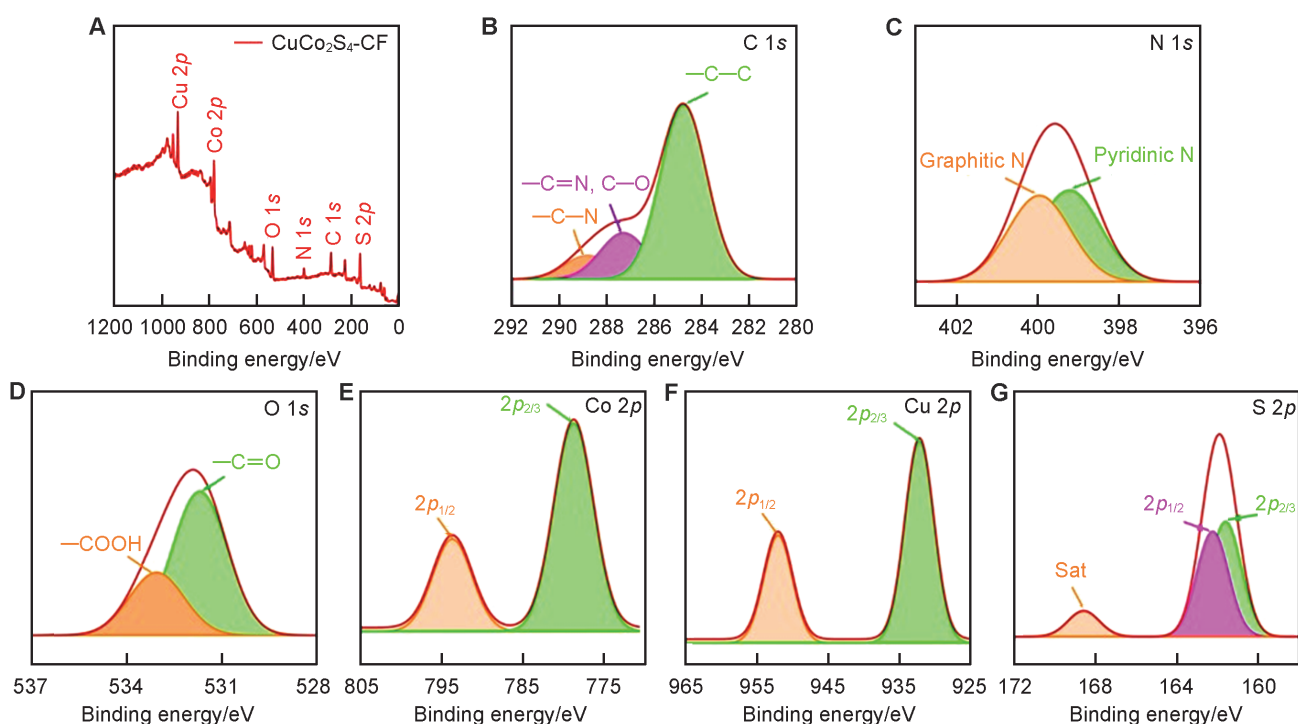 A
CuCo₂S₄-CF
Cu 2p
Co 2p
O 1s
N 1s
C 1s
S 2p
1200 1000 800 600 400 200 0
Binding energy/eV
B
C 1s
—C—C
—C=N, C—O
—C—N
292 290 288 286 284 282 280
Binding energy/eV
C
N 1s
Graphitic N
Pyridinic N
402 400 398 396
Binding energy/eV
D
O 1s
—C=O
—COOH
537 534 531 528
Binding energy/eV
E
Co 2p
2p₂/₃
2p₁/₂
805 795 785 775
Binding energy/eV
F
Cu 2p
2p₂/₃
2p₁/₂
965 955 945 935 925
Binding energy/eV
G
S 2p
2p₁/₂
2p₂/₃
Sat
172 168 164 160
Binding energy/eV